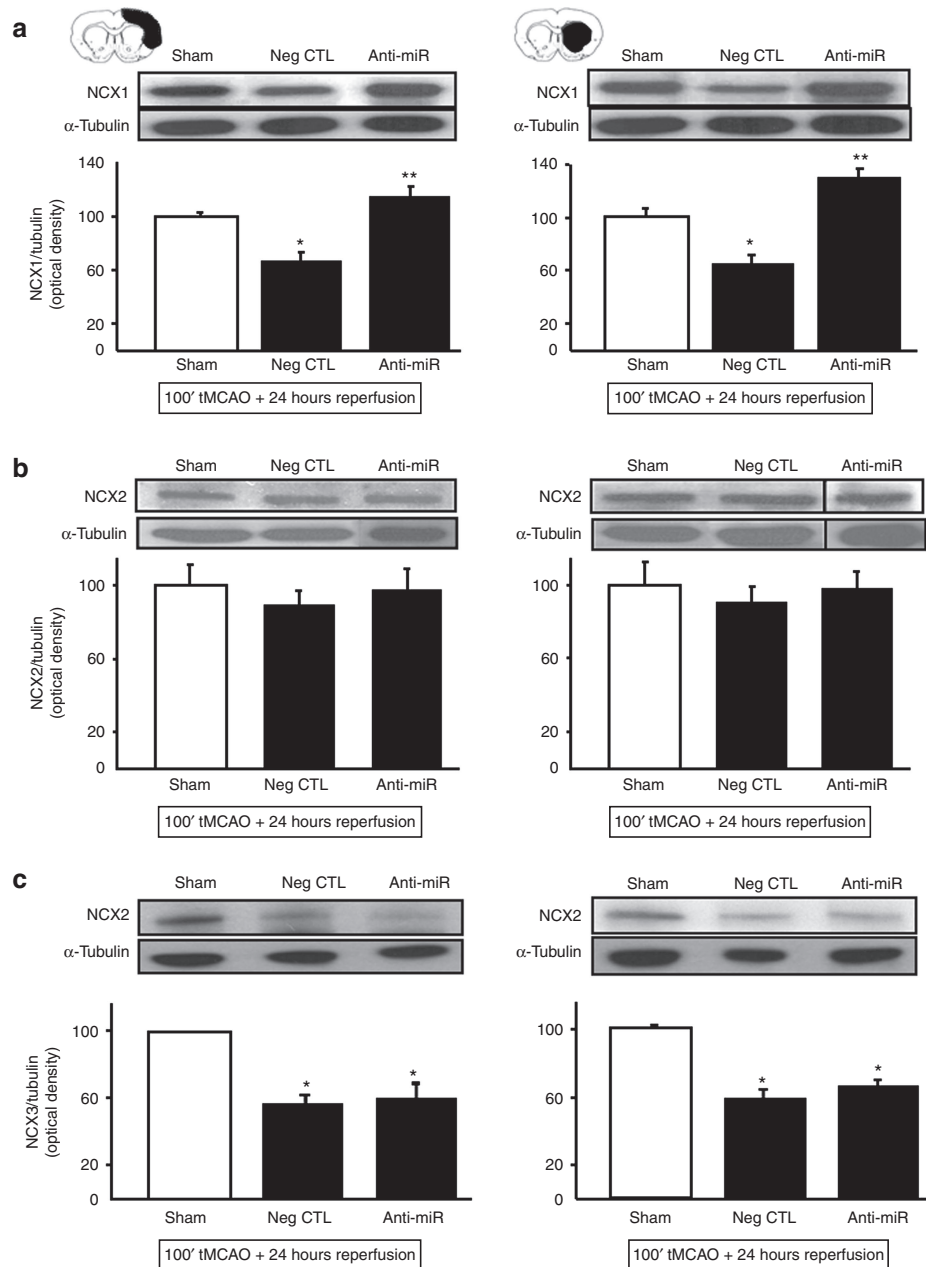 a
Sham Neg CTL Anti-miR
NCX1
α-Tubulin
NCX1/tubulin
(optical density)
140
100
60
20
0
*
**
Sham Neg CTL Anti-miR
100′ tMCAO + 24 hours reperfusion
Sham Neg CTL Anti-miR
NCX1
α-Tubulin
140
100
60
20
0
*
**
Sham Neg CTL Anti-miR
100′ tMCAO + 24 hours reperfusion
b
Sham Neg CTL Anti-miR
NCX2
α-Tubulin
NCX2/tubulin
(optical density)
100
60
20
0
Sham Neg CTL Anti-miR
100′ tMCAO + 24 hours reperfusion
Sham Neg CTL Anti-miR
NCX2
α-Tubulin
100
60
20
0
Sham Neg CTL Anti-miR
100′ tMCAO + 24 hours reperfusion
c
Sham Neg CTL Anti-miR
NCX2
α-Tubulin
NCX3/tubulin
(optical density)
100
60
20
0
*
*
Sham Neg CTL Anti-miR
100′ tMCAO + 24 hours reperfusion
Sham Neg CTL Anti-miR
NCX2
α-Tubulin
100
60
20
0
*
*
Sham Neg CTL Anti-miR
100′ tMCAO + 24 hours reperfusion